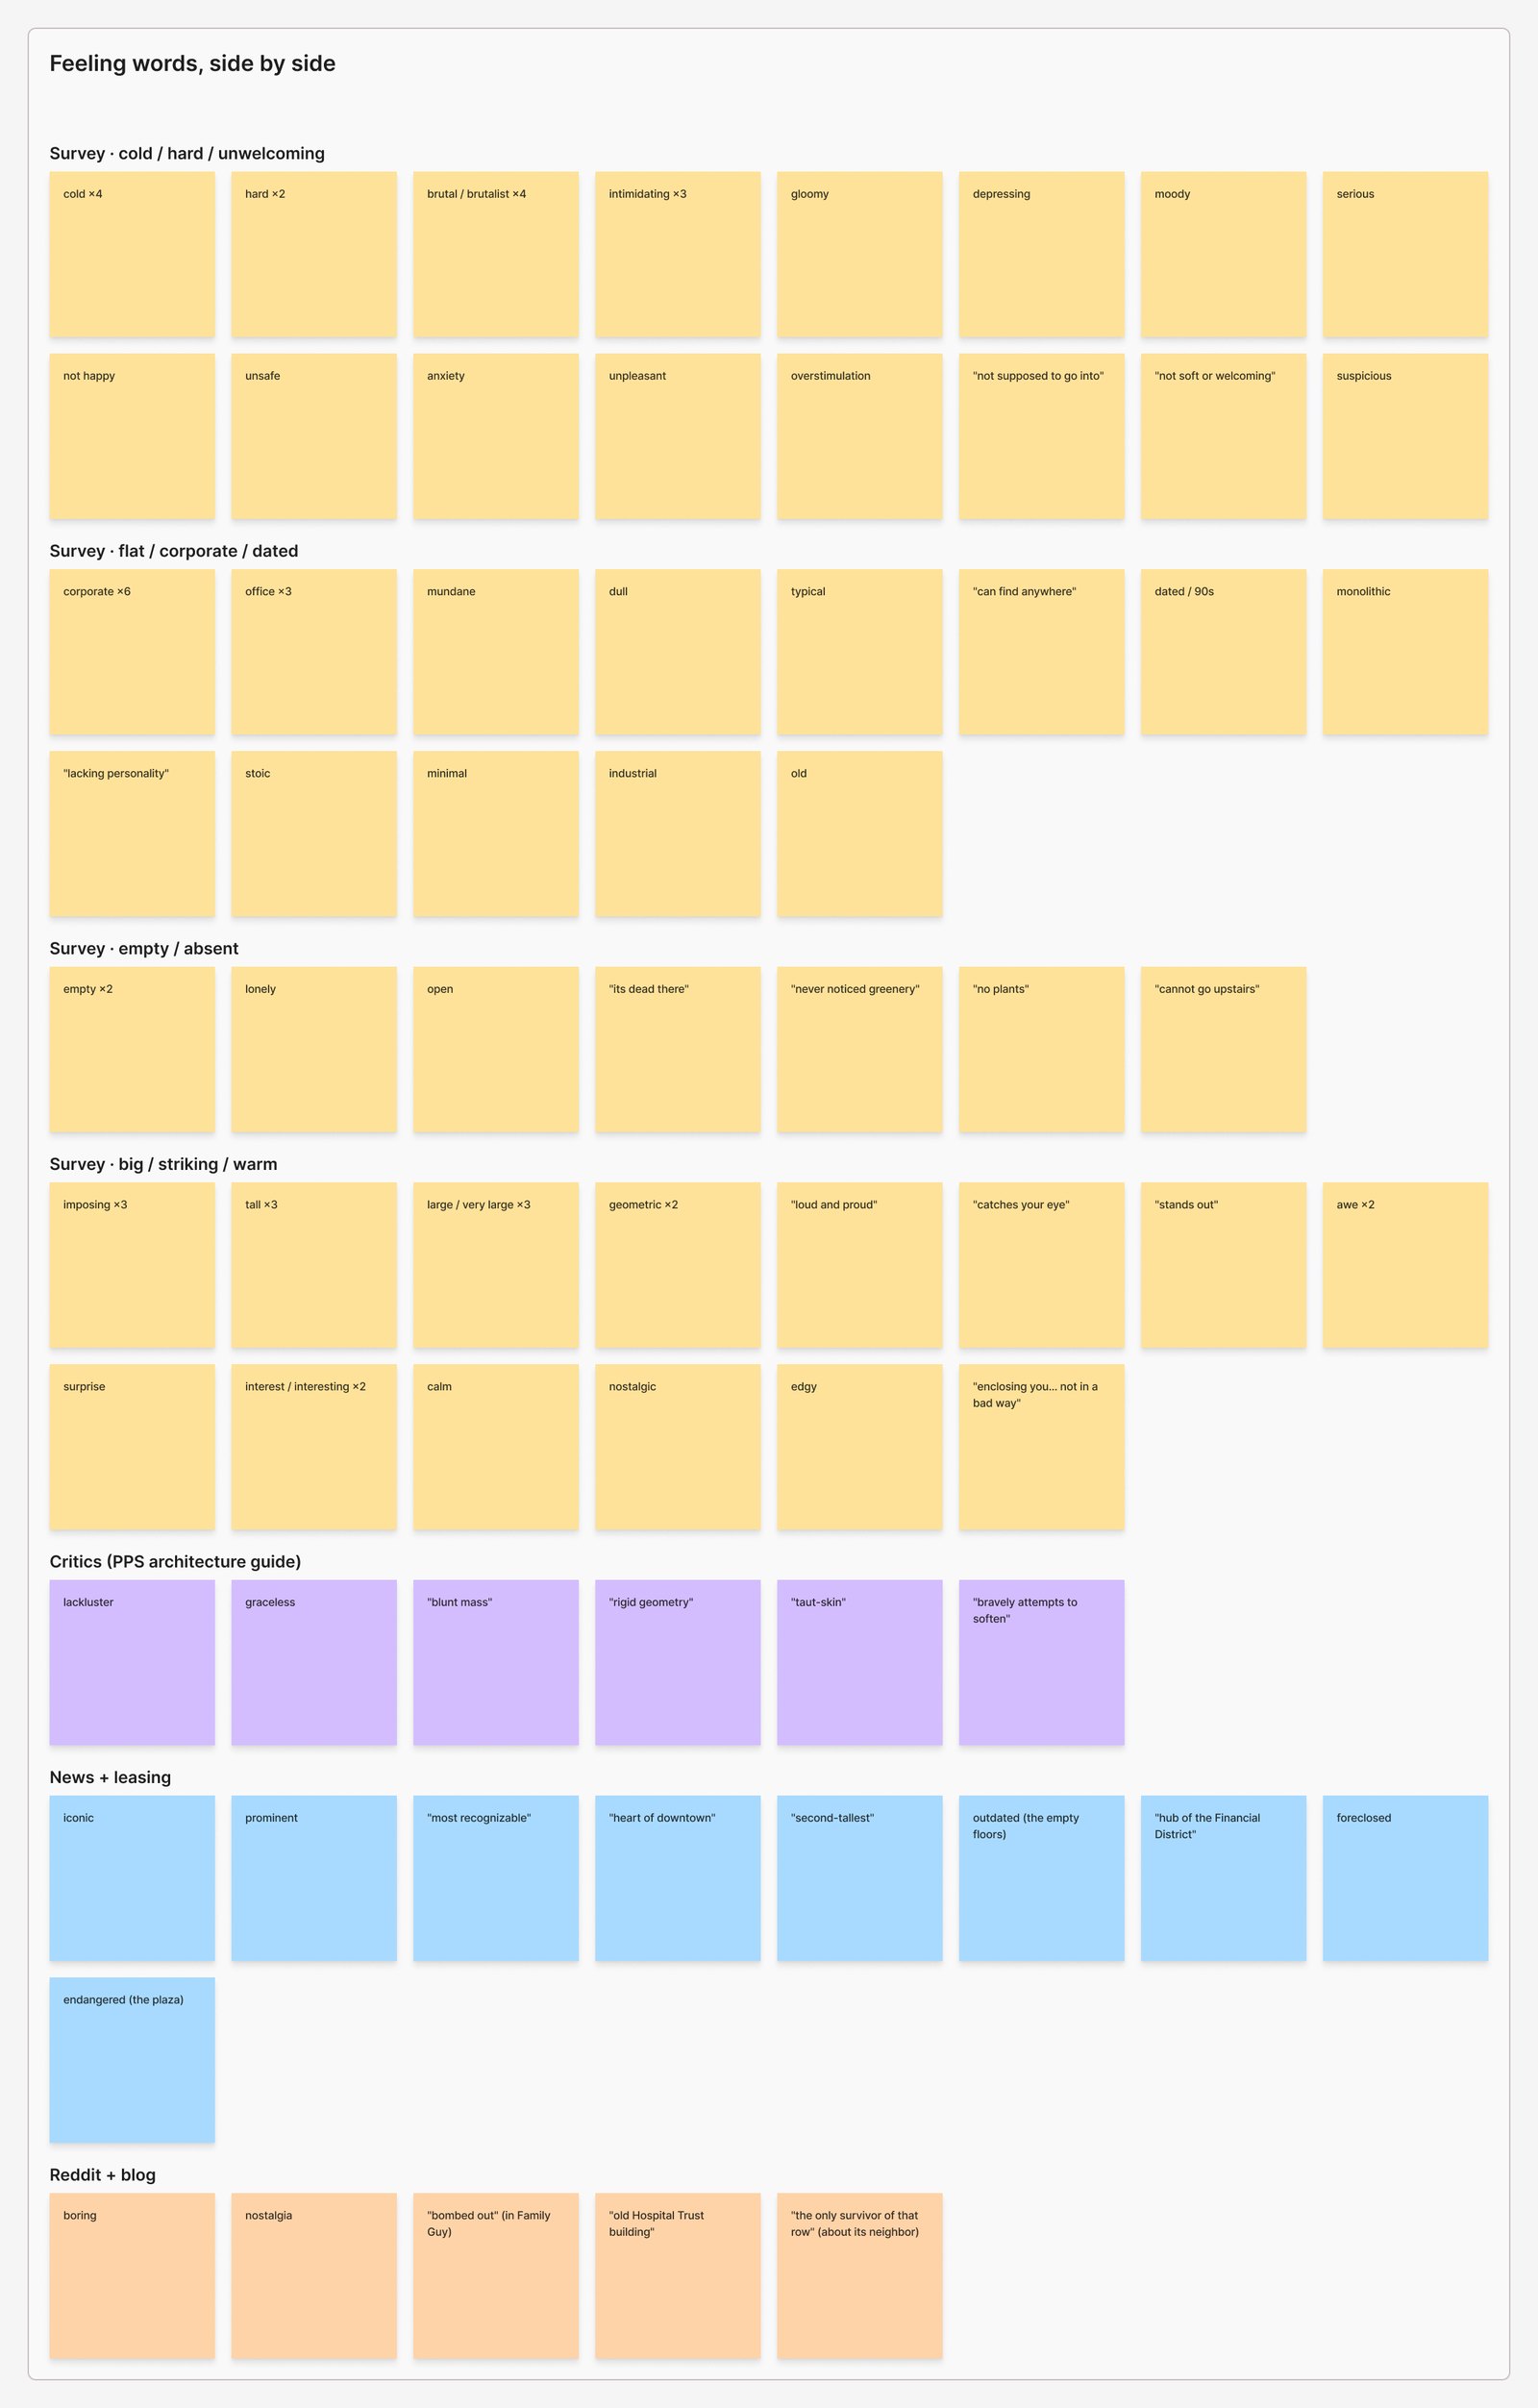 Feeling words, side by side
Survey · cold / hard / unwelcoming
cold ×4
hard ×2
brutal / brutalist ×4
intimidating ×3
gloomy
depressing
moody
serious
not happy
unsafe
anxiety
unpleasant
overstimulation
"not supposed to go into"
"not soft or welcoming"
suspicious
Survey · flat / corporate / dated
corporate ×6
office ×3
mundane
dull
typical
"can find anywhere"
dated / 90s
monolithic
"lacking personality"
stoic
minimal
industrial
old
Survey · empty / absent
empty ×2
lonely
open
"its dead there"
"never noticed greenery"
"no plants"
"cannot go upstairs"
Survey · big / striking / warm
imposing ×3
tall ×3
large / very large ×3
geometric ×2
"loud and proud"
"catches your eye"
"stands out"
awe ×2
surprise
interest / interesting ×2
calm
nostalgic
edgy
"enclosing you... not in a
bad way"
Critics (PPS architecture guide)
lackluster
graceless
"blunt mass"
"rigid geometry"
"taut-skin"
"bravely attempts to
soften"
News + leasing
iconic
prominent
"most recognizable"
"heart of downtown"
"second-tallest"
outdated (the empty
floors)
"hub of the Financial
District"
foreclosed
endangered (the plaza)
Reddit + blog
boring
nostalgia
"bombed out" (in Family
Guy)
"old Hospital Trust
building"
"the only survivor of that
row" (about its neighbor)